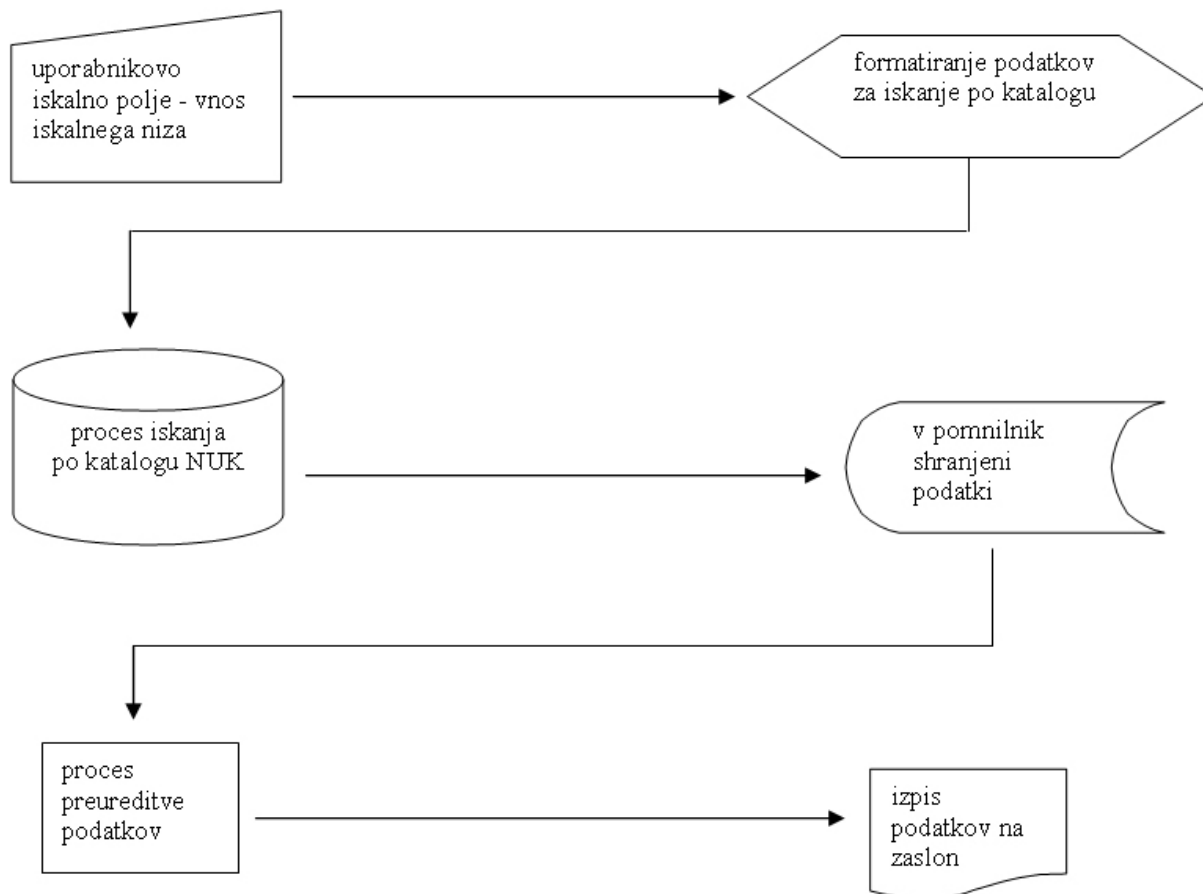 uporabnikovo
iskalno polje - vnos
iskalnega niza
formatiranje podatkov
za iskanje po katalogu
proces iskanja
po katalogu NUK
v pomnilnik
shranjeni
podatki
proces
preureditve
podatkov
izpis
podatkov na
zaslon